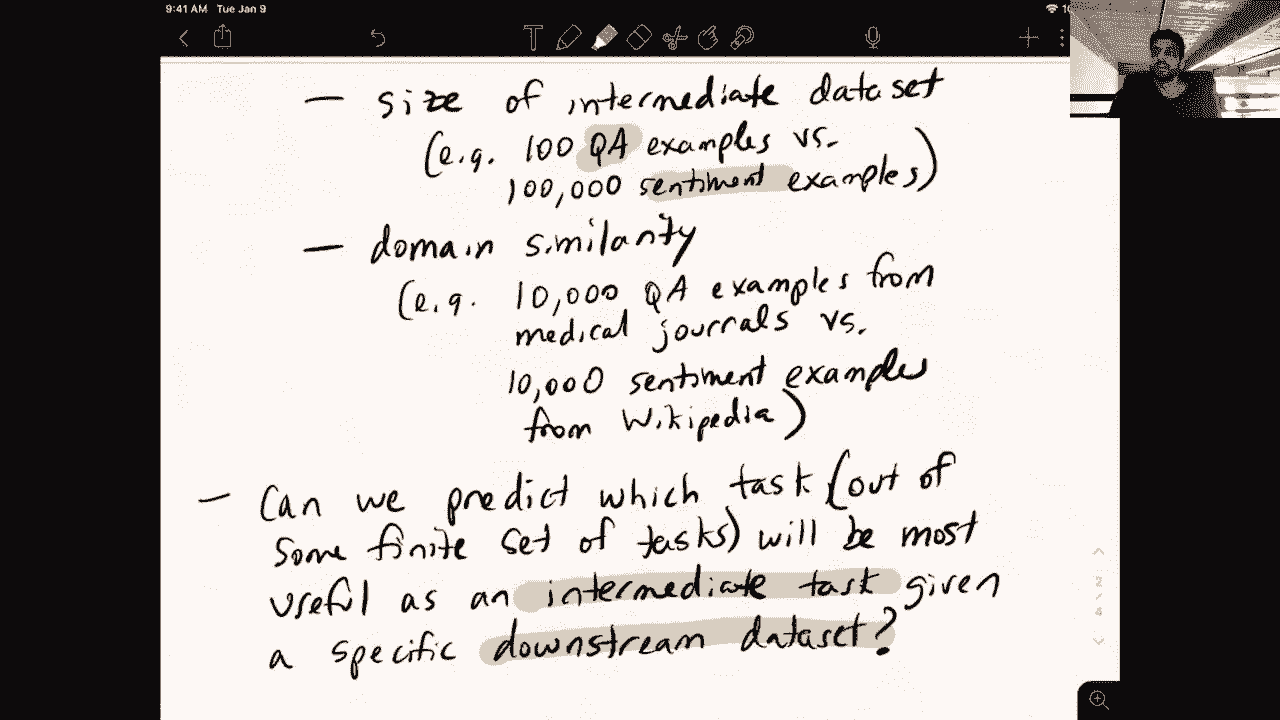 9:41 AM Tue Jan 9
— size of intermediate dataset
(e.g. 100 QA examples vs.
100,000 sentiment examples)
— domain similarity
(e.g. 10,000 QA examples from
medical journals vs.
10,000 sentiment examples
from Wikipedia)
— Can we predict which task (out of
some finite set of tasks) will be most
useful as an intermediate task given
a specific downstream dataset?
2
/
4